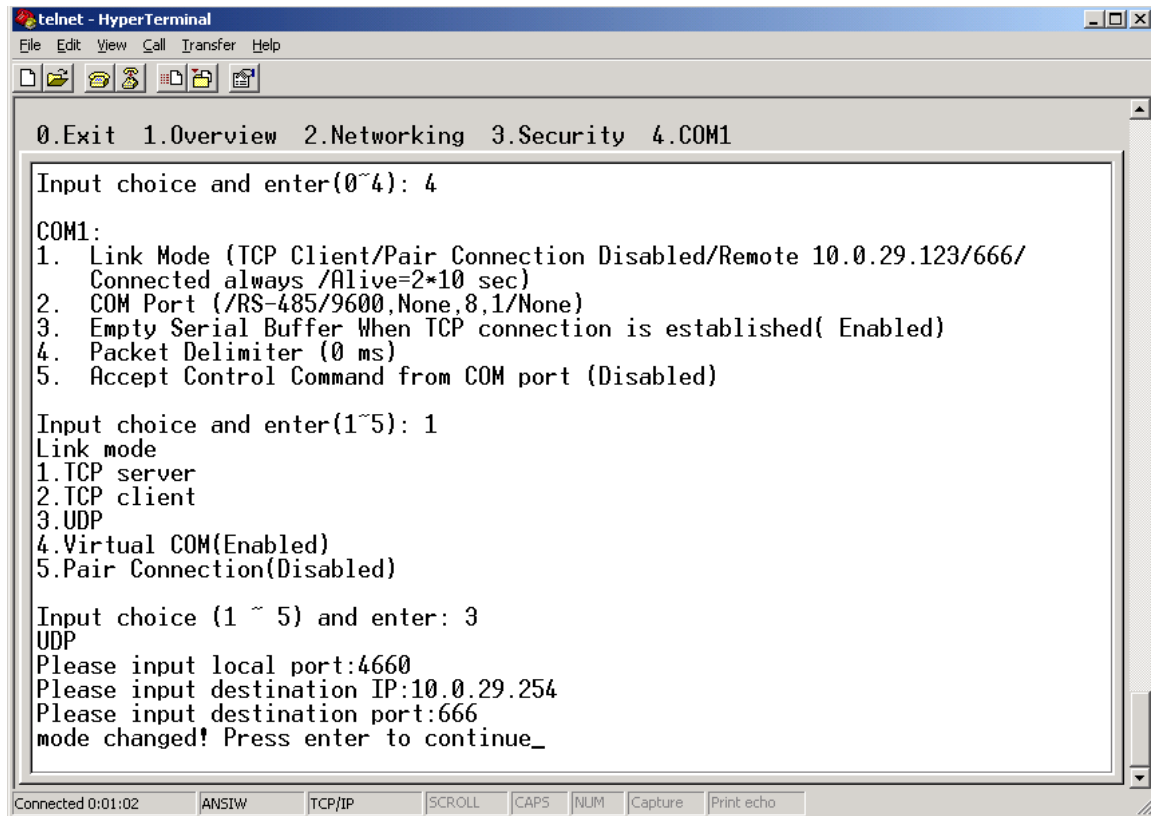 telnet - HyperTerminal
File Edit View Call Transfer Help
0.Exit 1.Overview 2.Networking 3.Security 4.COM1
Input choice and enter(0~4): 4
COM1:
1. Link Mode (TCP Client/Pair Connection Disabled/Remote 10.0.29.123/666/
Connected always /Alive=2*10 sec)
2. COM Port (/RS-485/9600,None,8,1/None)
3. Empty Serial Buffer When TCP connection is established( Enabled)
4. Packet Delimiter (0 ms)
5. Accept Control Command from COM port (Disabled)
Input choice and enter(1~5): 1
Link mode
1.TCP server
2.TCP client
3.UDP
4.Virtual COM(Enabled)
5.Pair Connection(Disabled)
Input choice (1 ~ 5) and enter: 3
UDP
Please input local port:4660
Please input destination IP:10.0.29.254
Please input destination port:666
mode changed! Press enter to continue_
Connected 0:01:02 ANSIW TCP/IP SCROLL CAPS NUM Capture Print echo